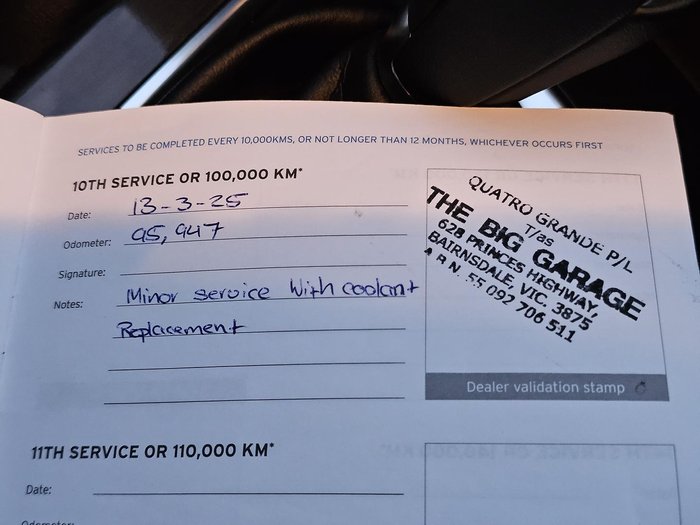 SERVICES TO BE COMPLETED EVERY 10,000KMS, OR NOT LONGER THAN 12 MONTHS, WHICHEVER OCCURS FIRST
10TH SERVICE OR 100,000 KM*
Date: 13-3-25
Odometer: 95,947
Signature:
Notes: Minor service With coolant
Replacement
QUATRO GRANDE P/L
T/as
THE BIG GARAGE
628 PRINCES HIGHWAY,
BAIRNSDALE, VIC. 3875
A.B.N. 55 092 706 511
Dealer validation stamp
11TH SERVICE OR 110,000 KM*
Date:
Odometer: